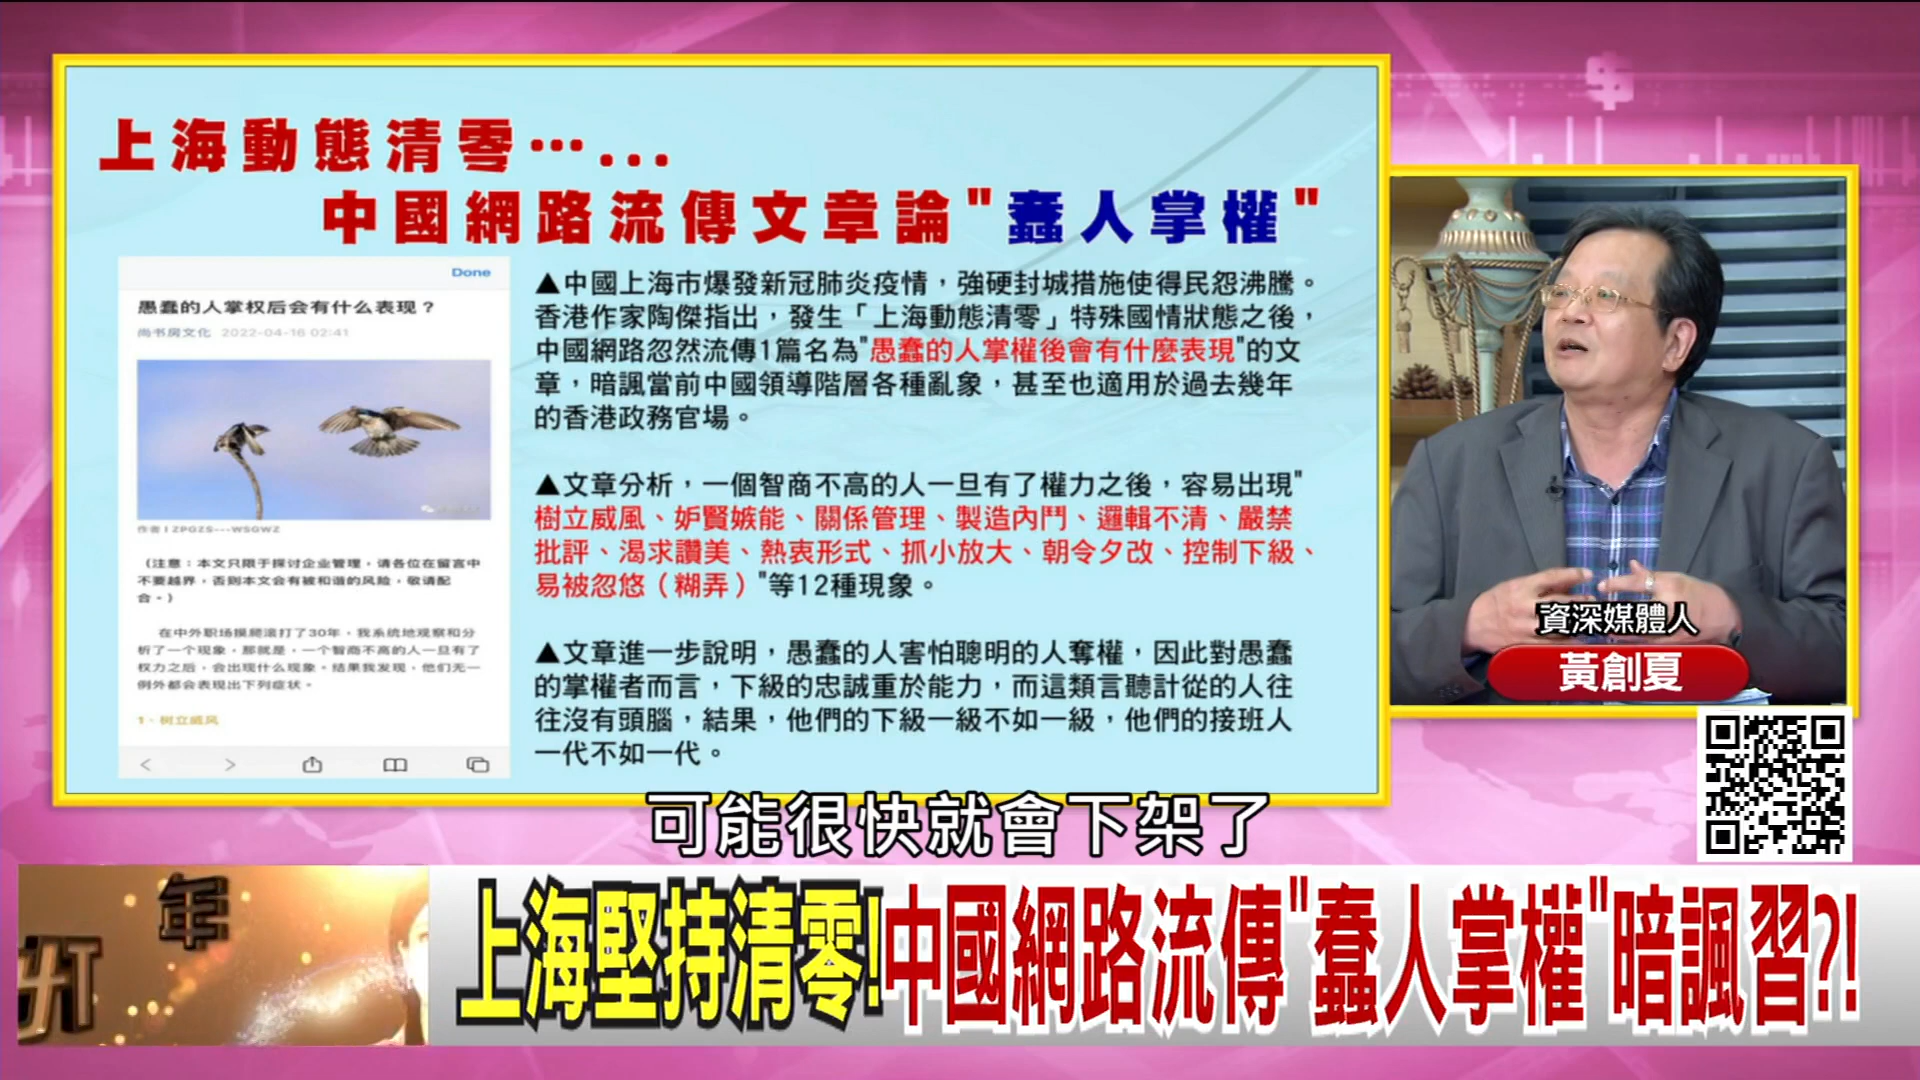 上海動態清零⋯...
中國網路流傳文章論"蠢人掌權"
Done
愚蠢的人掌权后会有什么表现？
尚书房文化 2022-04-16 02:41
作者 | ZPGZS---WSGWZ
（注意：本文只限于探讨企业管理，请各位在留言中
不要越界，否则本文会有被和谐的风险，敬请配
合。）
在中外职场摸爬滚打了30年，我系统地观察和分
析了一个现象，那就是，一个智商不高的人一旦有了
权力之后，会出现什么现象。结果我发现，他们无一
例外都会表现出下列症状。
1、树立威风
▲中國上海市爆發新冠肺炎疫情，強硬封城措施使得民怨沸騰。
香港作家陶傑指出，發生「上海動態清零」特殊國情狀態之後，
中國網路忽然流傳1篇名為"愚蠢的人掌權後會有什麼表現"的文
章，暗諷當前中國領導階層各種亂象，甚至也適用於過去幾年
的香港政務官場。
▲文章分析，一個智商不高的人一旦有了權力之後，容易出現"
樹立威風、妒賢嫉能、關係管理、製造內鬥、邏輯不清、嚴禁
批評、渴求讚美、熱衷形式、抓小放大、朝令夕改、控制下級、
易被忽悠（糊弄）"等12種現象。
▲文章進一步說明，愚蠢的人害怕聰明的人奪權，因此對愚蠢
的掌權者而言，下級的忠誠重於能力，而這類言聽計從的人往
往沒有頭腦，結果，他們的下級一級不如一級，他們的接班人
一代不如一代。
資深媒體人
黃創夏
可能很快就會下架了
年
上海堅持清零!中國網路流傳"蠢人掌權"暗諷習?!